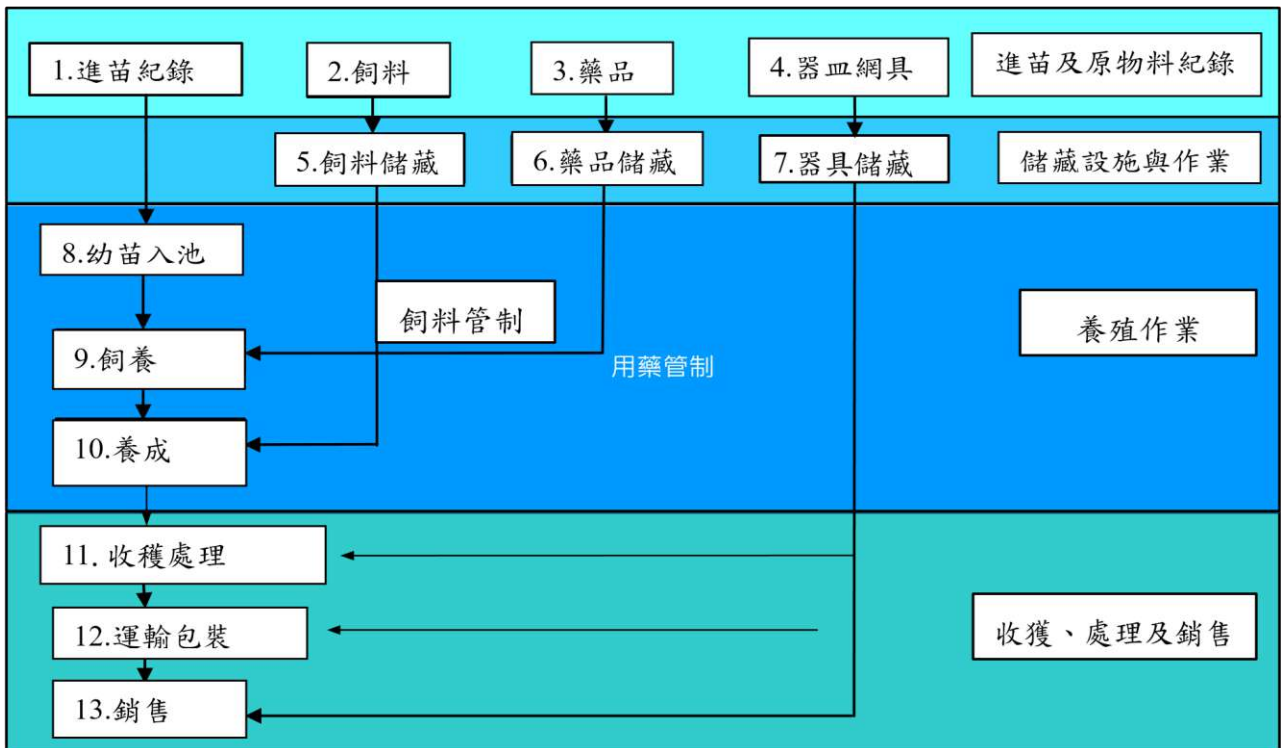 1.進苗紀錄
2.飼料
3.藥品
4.器皿網具
進苗及原物料紀錄
5.飼料儲藏
6.藥品儲藏
7.器具儲藏
儲藏設施與作業
8.幼苗入池
飼料管制
養殖作業
9.飼養
用藥管制
10.養成
11. 收穫處理
12.運輸包裝
收獲、處理及銷售
13.銷售